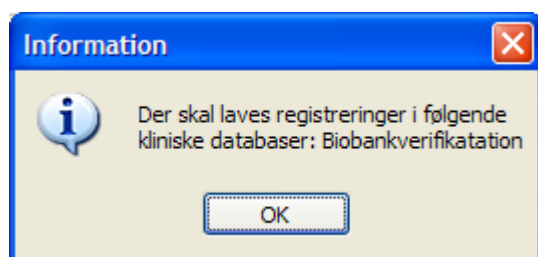 Information
Der skal laves registreringer i følgende
kliniske databaser: Biobankverifikatation
OK